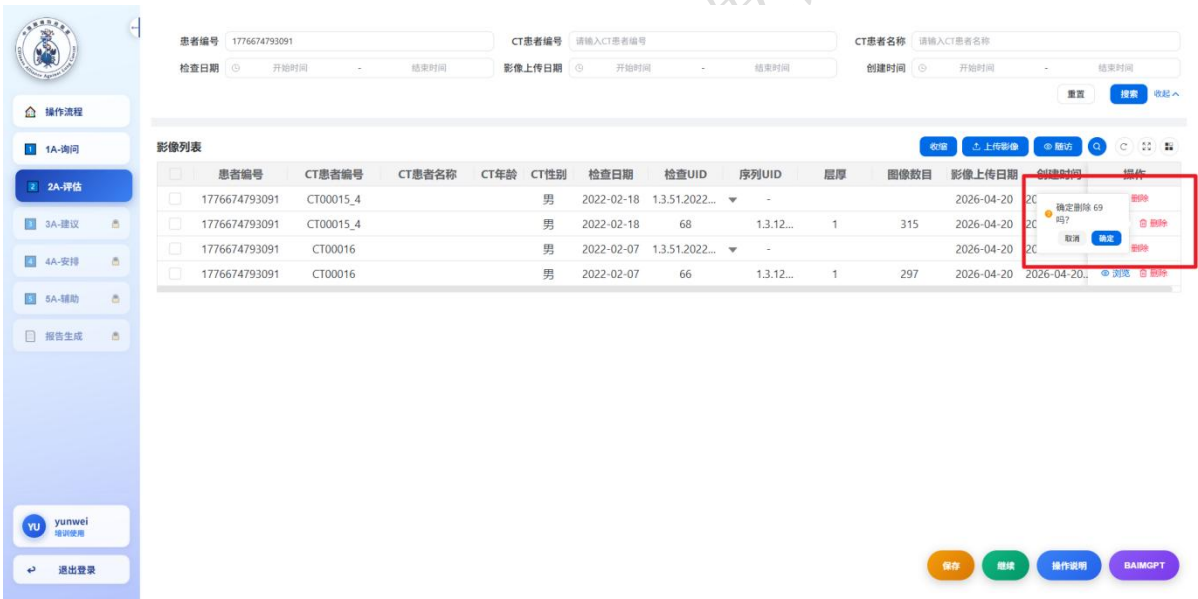 患者编号 1776674793091 CT患者编号 请输入CT患者编号 CT患者名称 请输入CT患者名称
检查日期 开始时间 - 结束时间 影像上传日期 开始时间 - 结束时间 创建时间 开始时间 - 结束时间
重置 搜索 收起
操作流程
1A-询问
2A-评估
3A-建议
4A-安排
5A-辅助
报告生成
影像列表 收缩 上传影像 随访
患者编号 CT患者编号 CT患者名称 CT年龄 CT性别 检查日期 检查UID 序列UID 层厚 图像数目 影像上传日期 创建时间 操作
1776674793091 CT00015_4 男 2022-02-18 1.3.51.2022... - 2026-04-20 20 删除
1776674793091 CT00015_4 男 2022-02-18 68 1.3.12... 1 315 2026-04-20 20 删除
1776674793091 CT00016 男 2022-02-07 1.3.51.2022... - 2026-04-20 20 删除
1776674793091 CT00016 男 2022-02-07 66 1.3.12... 1 297 2026-04-20 2026-04-20.. 浏览 删除
确定删除 69
吗?
取消 确定
YU yunwei
培训使用
退出登录
保存 继续 操作说明 BAIMGPT